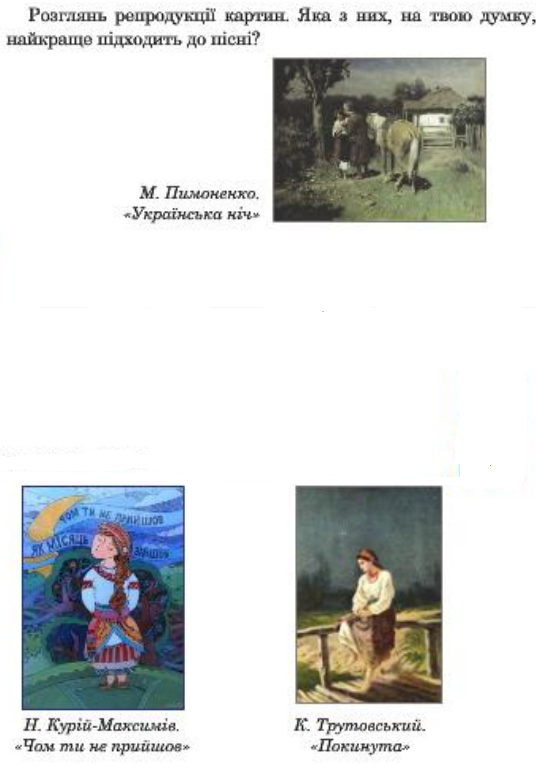 Розглянь репродукції картин. Яка з них, на твою думку,
найкраще підходить до пісні?
М. Пимоненко.
«Українська ніч»
ЧОМ ТИ НЕ ПРИЙШОВ
ЯК МІСЯЦЬ
ЗІЙШОВ
Н. Курій-Максимів.
«Чом ти не прийшов»
К. Трутовський.
«Покинута»